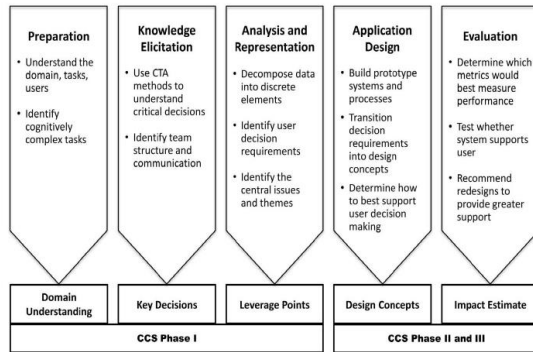 Preparation
• Understand the
domain, tasks,
users
• Identify
cognitively
complex tasks
Knowledge
Elicitation
• Use CTA
methods to
understand
critical decisions
• Identify team
structure and
communication
Analysis and
Representation
• Decompose data
into discrete
elements
• Identify user
decision
requirements
• Identify the
central issues
and themes
Application
Design
• Build prototype
systems and
processes
• Transition
decision
requirements
into design
concepts
• Determine how
to best support
user decision
making
Evaluation
• Determine which
metrics would
best measure
performance
• Test whether
system supports
user
• Recommend
redesigns to
provide greater
support
Domain
Understanding
Key Decisions
Leverage Points
Design Concepts
Impact Estimate
CCS Phase I
CCS Phase II and III